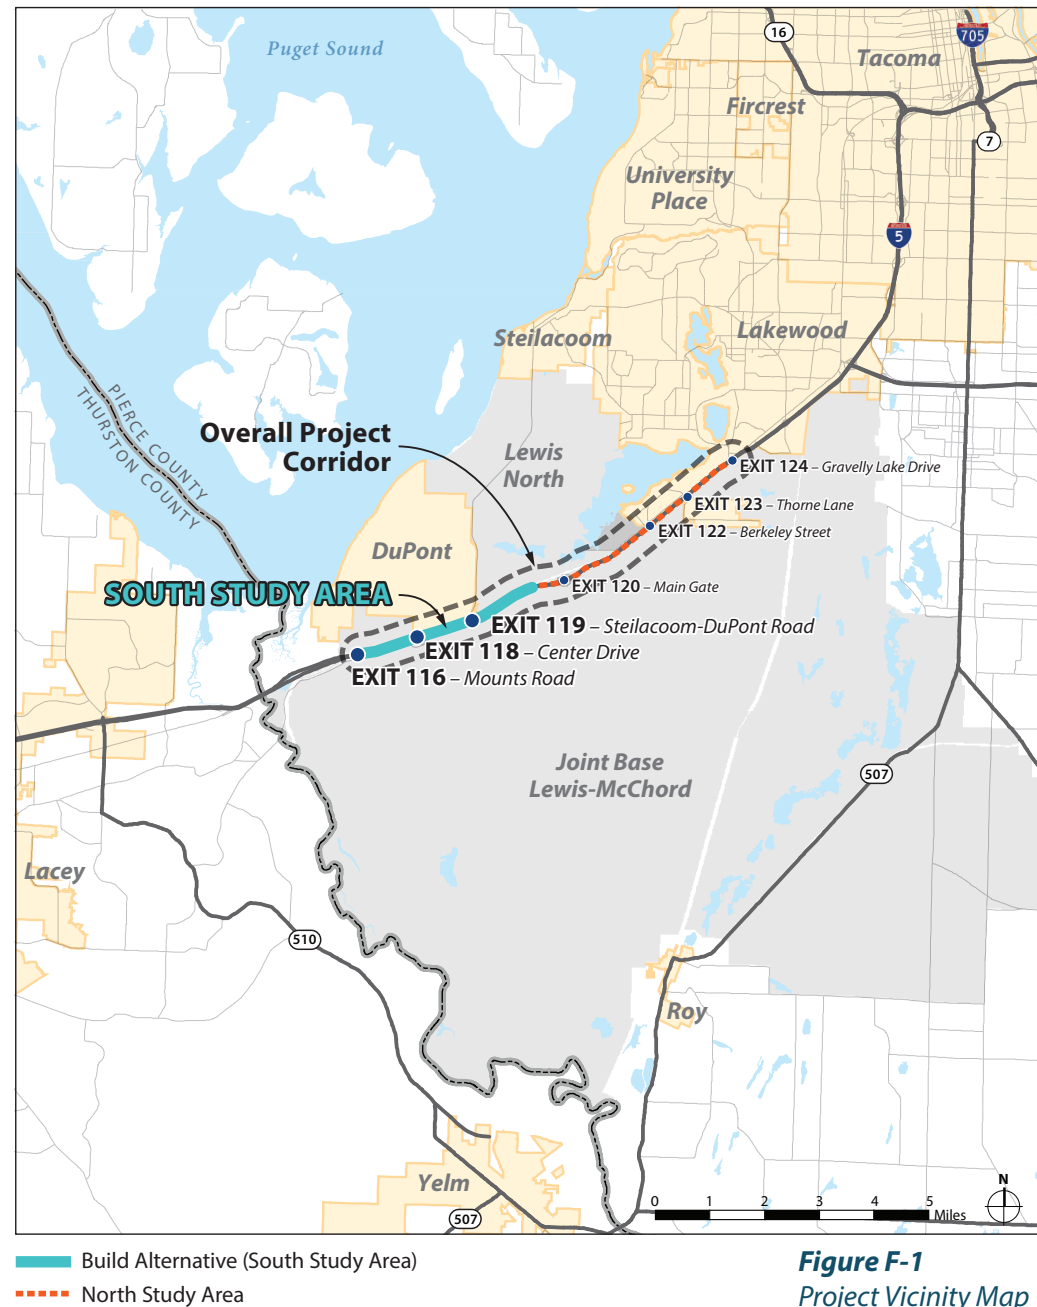 Puget Sound
16
705
Tacoma
Fircrest
7
University
Place
5
Steilacoom
Lakewood
PIERCE COUNTY
THURSTON COUNTY
Overall Project
Corridor
Lewis
North
EXIT 124 – Gravelly Lake Drive
EXIT 123 – Thorne Lane
EXIT 122 – Berkeley Street
DuPont
EXIT 120 – Main Gate
SOUTH STUDY AREA
EXIT 119 – Steilacoom-DuPont Road
EXIT 118 – Center Drive
EXIT 116 – Mounts Road
Joint Base
Lewis-McChord
507
Lacey
510
Roy
Yelm
507
N
0 1 2 3 4 5
Miles
Build Alternative (South Study Area)
North Study Area
Figure F-1
Project Vicinity Map